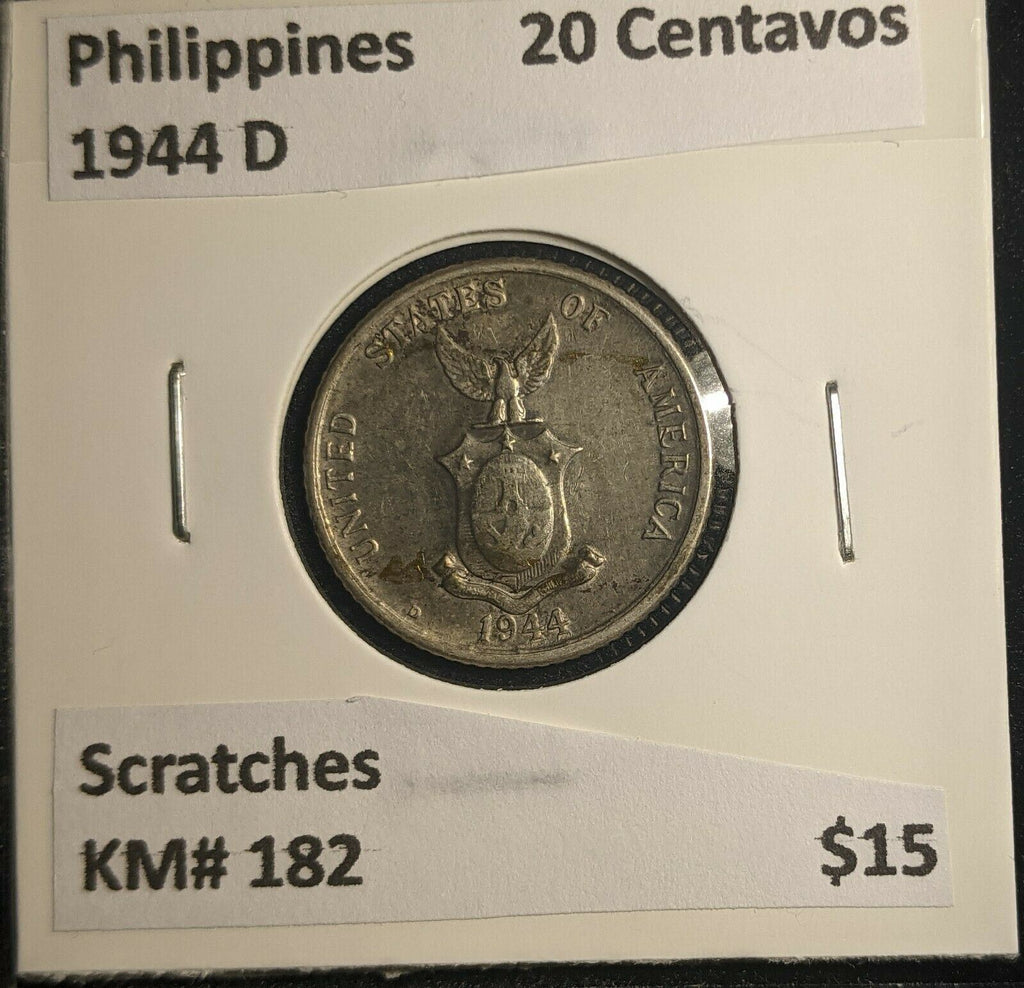 Philippines 20 Centavos
1944 D
UNITED STATES OF AMERICA
D
1944
Scratches
KM# 182
$15